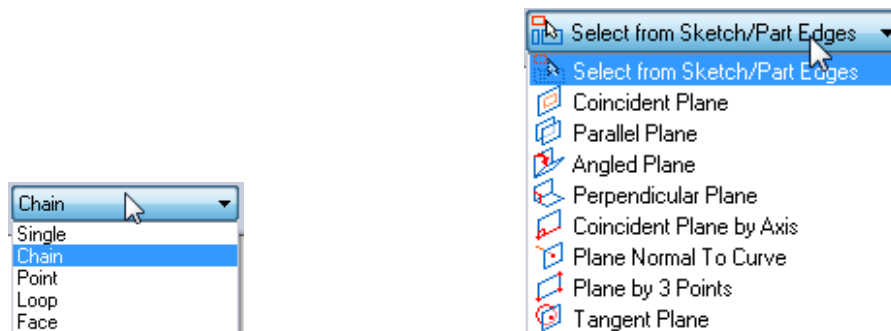 Select from Sketch/Part Edges
Select from Sketch/Part Edges
Coincident Plane
Parallel Plane
Angled Plane
Perpendicular Plane
Coincident Plane by Axis
Plane Normal To Curve
Plane by 3 Points
Tangent Plane
Chain
Single
Chain
Point
Loop
Face